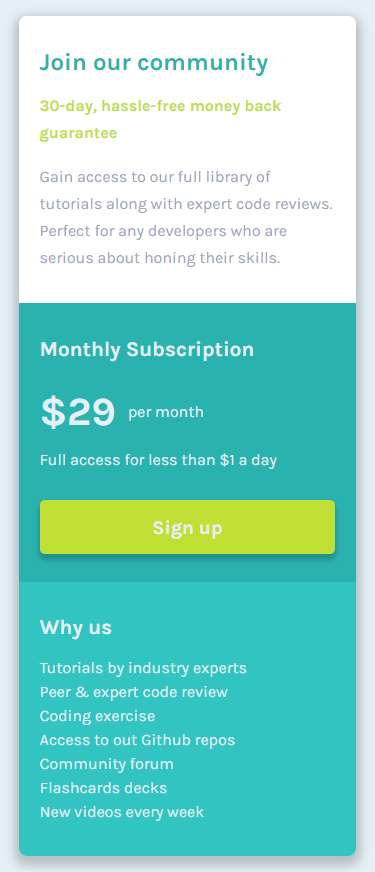 Join our community
30-day, hassle-free money back
guarantee
Gain access to our full library of
tutorials along with expert code reviews.
Perfect for any developers who are
serious about honing their skills.
Monthly Subscription
$29 per month
Full access for less than $1 a day
Sign up
Why us
Tutorials by industry experts
Peer & expert code review
Coding exercise
Access to out Github repos
Community forum
Flashcards decks
New videos every week